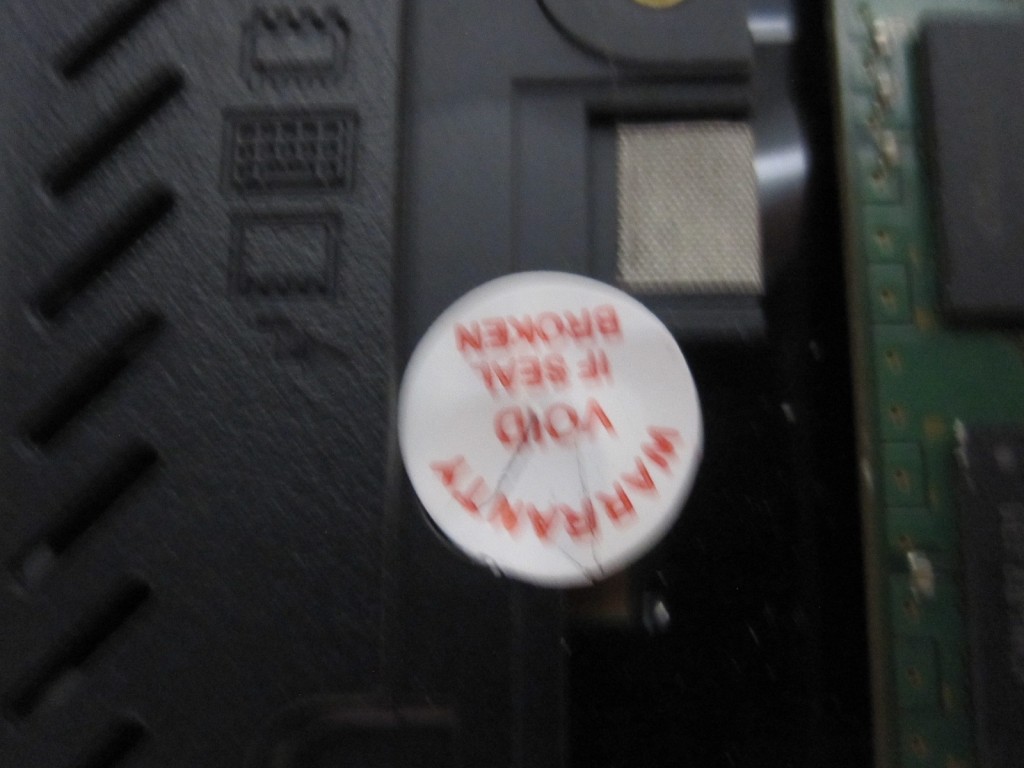 WARRANTY
VOID
IF SEAL
BROKEN